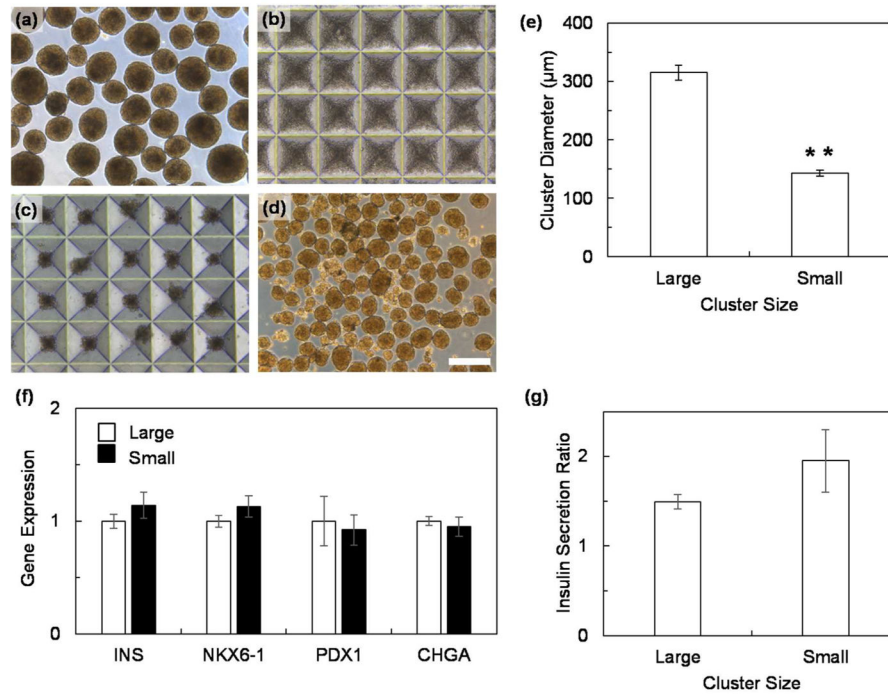 (a)
(b)
(c)
(d)
(e)
400
300
200
100
0
Cluster Diameter (µm)
**
Large Small
Cluster Size
(f)
2
1
0
Gene Expression
Large
Small
INS NKX6-1 PDX1 CHGA
(g)
2
1
0
Insulin Secretion Ratio
Large Small
Cluster Size